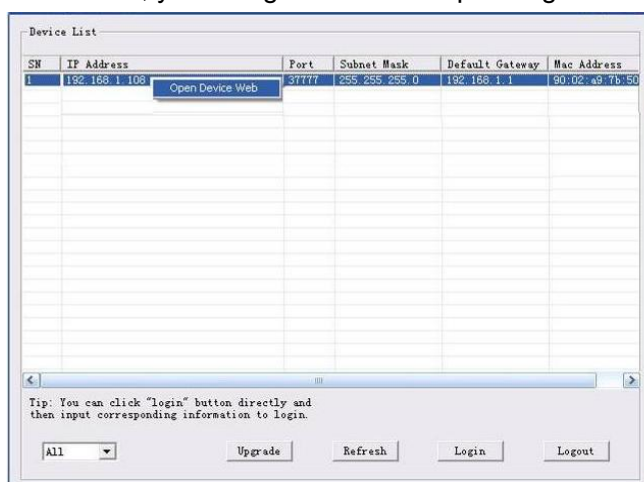 Device List
SN IP Address Port Subnet Mask Default Gateway Mac Address
1 192.168.1.108 37777 255.255.255.0 192.168.1.1 90:02:a9:7b:50
Open Device Web
Tip: You can click "login" button directly and
then input corresponding information to login.
All Upgrade Refresh Login Logout